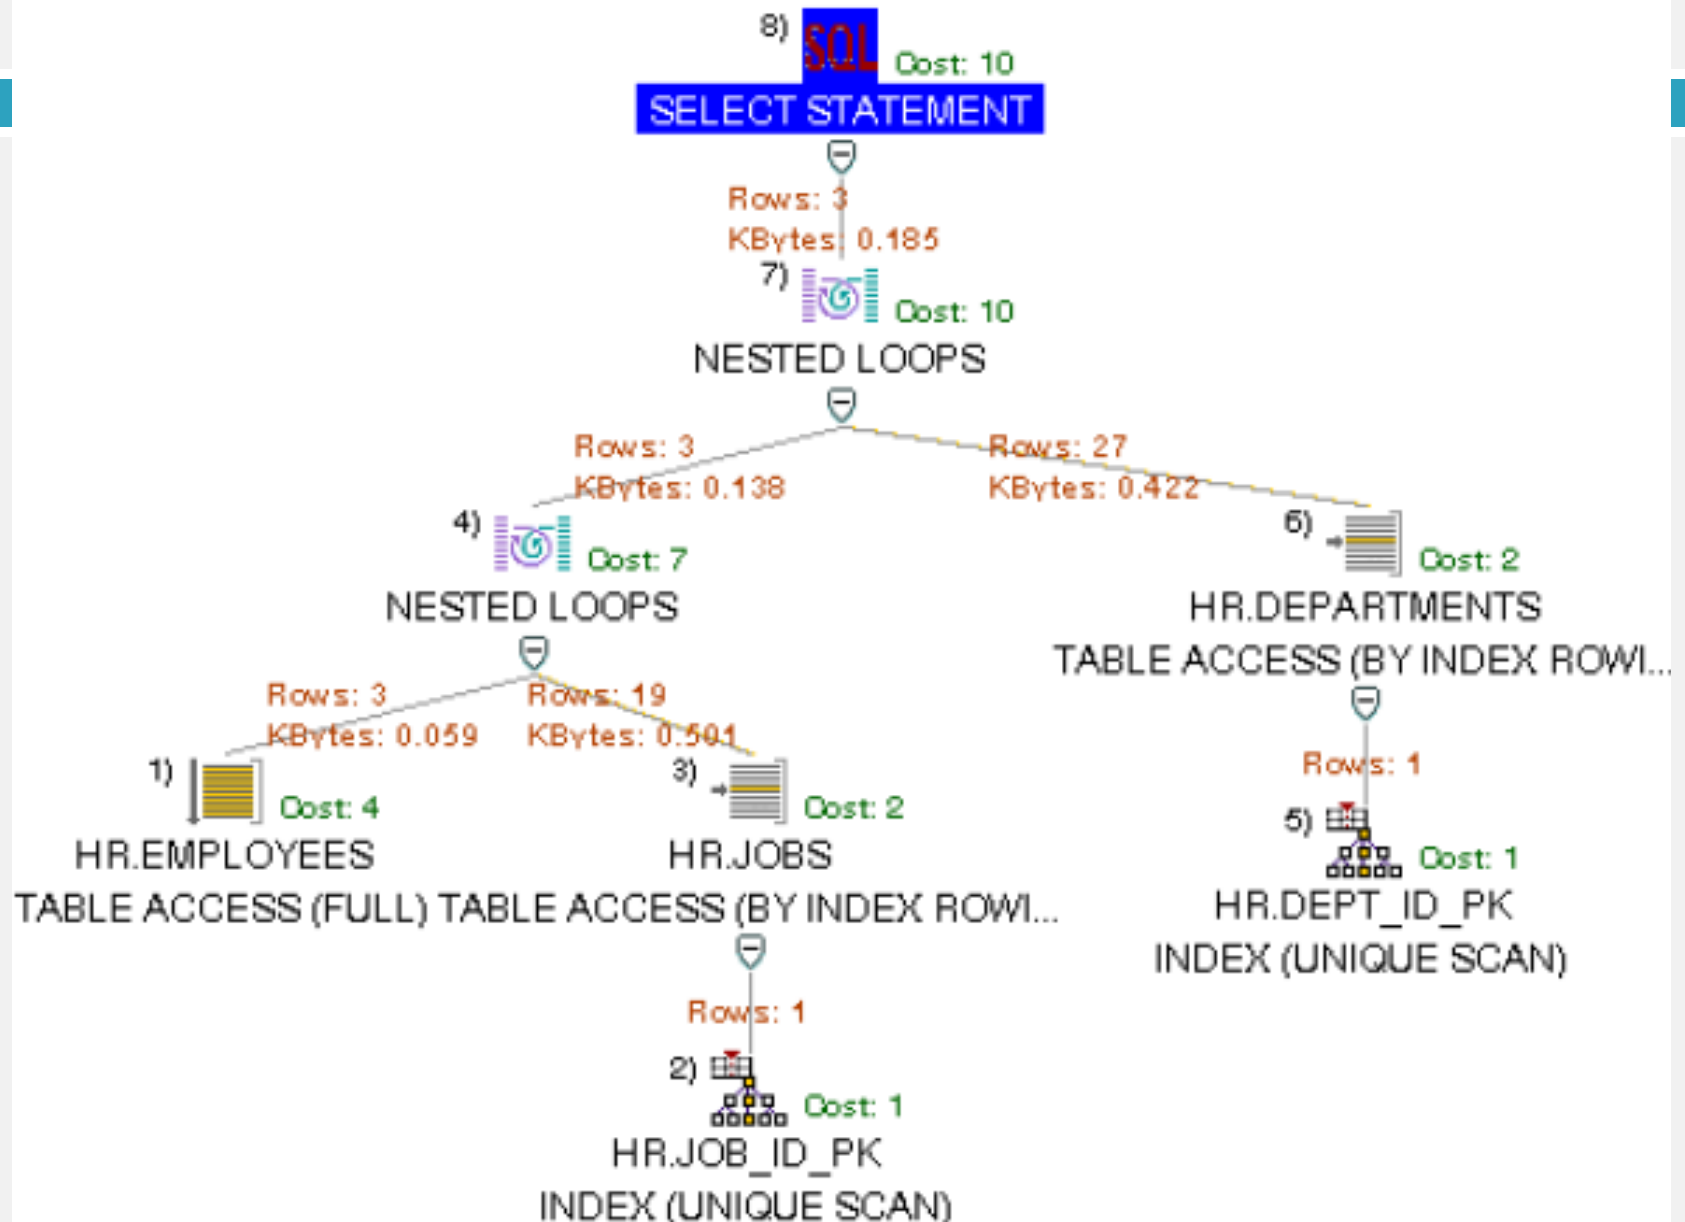 8)
SQL
Cost: 10
SELECT STATEMENT
Rows: 3
KBytes: 0.185
7)
Cost: 10
NESTED LOOPS
Rows: 3
KBytes: 0.138
Rows: 27
KBytes: 0.422
4)
Cost: 7
NESTED LOOPS
6)
Cost: 2
HR.DEPARTMENTS
TABLE ACCESS (BY INDEX ROWI...
Rows: 3
KBytes: 0.059
Rows: 19
KBytes: 0.501
1)
Cost: 4
HR.EMPLOYEES
TABLE ACCESS (FULL)
3)
Cost: 2
HR.JOBS
TABLE ACCESS (BY INDEX ROWI...
Rows: 1
5)
Cost: 1
HR.DEPT_ID_PK
INDEX (UNIQUE SCAN)
Rows: 1
2)
Cost: 1
HR.JOB_ID_PK
INDEX (UNIQUE SCAN)